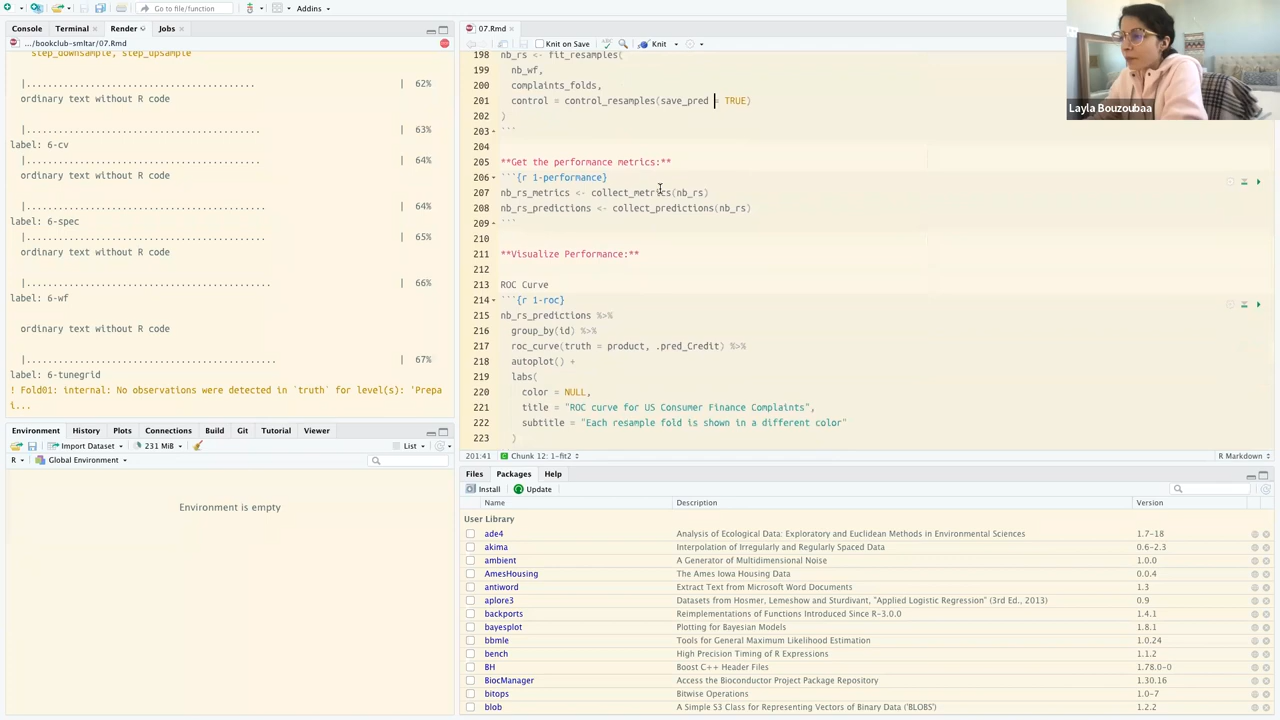 Go to file/function
Addins
Console
Terminal
Render
Jobs
.../bookclub-smltar/07.Rmd
step_downsample, step_upsample
|........................................... | 62%
ordinary text without R code
|............................................ | 63%
label: 6-cv
|............................................ | 64%
ordinary text without R code
|............................................. | 64%
label: 6-spec
|............................................. | 65%
ordinary text without R code
|.............................................. | 66%
label: 6-wf
ordinary text without R code
|............................................... | 67%
label: 6-tunegrid
! Fold01: internal: No observations were detected in `truth` for level(s): 'Prepa
i...
Environment
History
Plots
Connections
Build
Git
Tutorial
Viewer
Import Dataset
231 MiB
List
R
Global Environment
Environment is empty
07.Rmd
Knit on Save
Knit
198 nb_rs <- fit_resamples(
199 nb_wf,
200 complaints_folds,
201 control = control_resamples(save_pred = TRUE)
202 )
203 ```
204
205 **Get the performance metrics:**
206 ```{r 1-performance}
207 nb_rs_metrics <- collect_metrics(nb_rs)
208 nb_rs_predictions <- collect_predictions(nb_rs)
209 ```
210
211 **Visualize Performance:**
212
213 ROC Curve
214 ```{r 1-roc}
215 nb_rs_predictions %>%
216 group_by(id) %>%
217 roc_curve(truth = product, .pred_Credit) %>%
218 autoplot() +
219 labs(
220 color = NULL,
221 title = "ROC curve for US Consumer Finance Complaints",
222 subtitle = "Each resample fold is shown in a different color"
223 )
201:41 Chunk 12: 1-fit2 R Markdown
Files
Packages
Help
Install
Update
Name Description Version
User Library
ade4 Analysis of Ecological Data: Exploratory and Euclidean Methods in Environmental Sciences 1.7-18
akima Interpolation of Irregularly and Regularly Spaced Data 0.6-2.3
ambient A Generator of Multidimensional Noise 1.0.0
AmesHousing The Ames Iowa Housing Data 0.0.4
antiword Extract Text from Microsoft Word Documents 1.3
aplore3 Datasets from Hosmer, Lemeshow and Sturdivant, "Applied Logistic Regression" (3rd Ed., 2013) 0.9
backports Reimplementations of Functions Introduced Since R-3.0.0 1.4.1
bayesplot Plotting for Bayesian Models 1.8.1
bbmle Tools for General Maximum Likelihood Estimation 1.0.24
bench High Precision Timing of R Expressions 1.1.2
BH Boost C++ Header Files 1.78.0-0
BiocManager Access the Bioconductor Project Package Repository 1.30.16
bitops Bitwise Operations 1.0-7
blob A Simple S3 Class for Representing Vectors of Binary Data ('BLOBS') 1.2.2
Layla Bouzoubaa